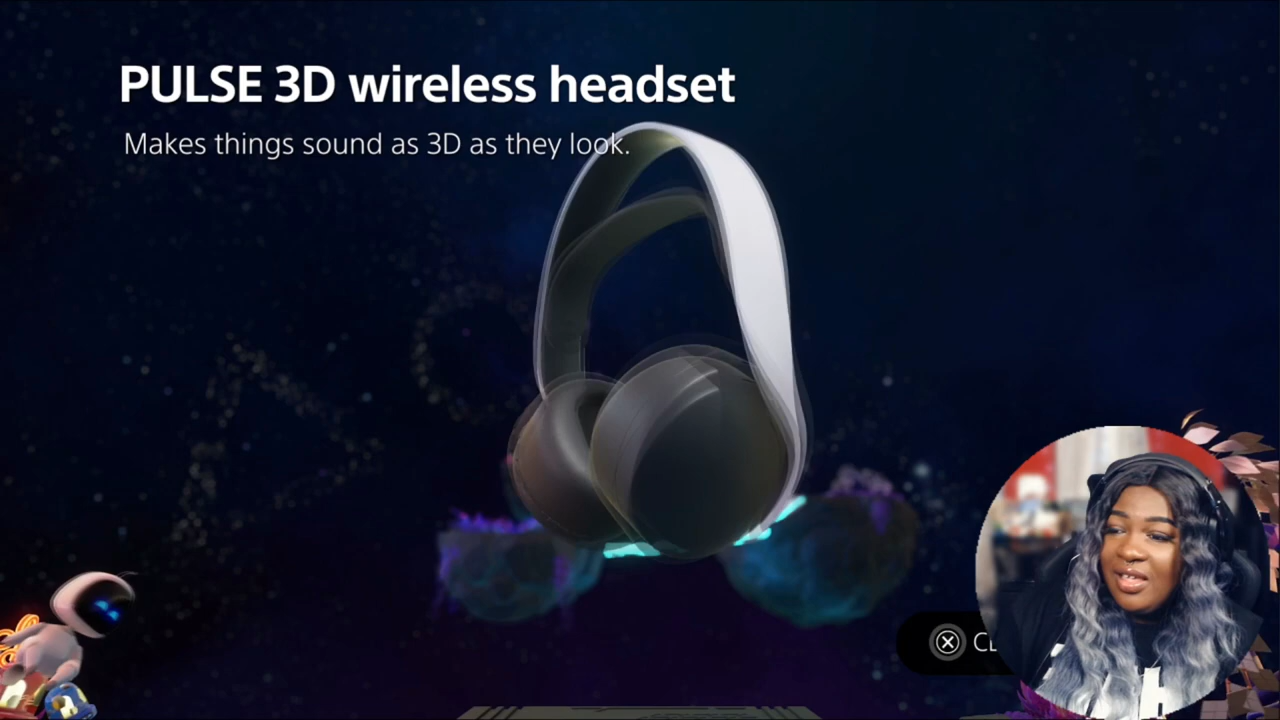 PULSE 3D wireless headset
Makes things sound as 3D as they look.